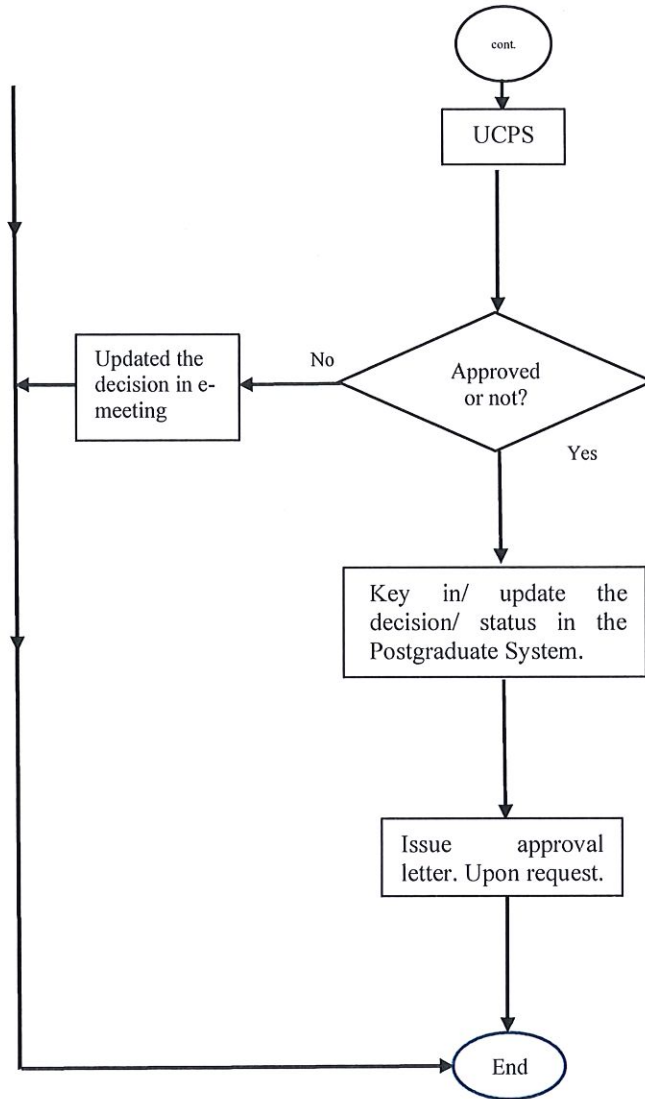 cont.
UCPS
Approved
or not?
No
Updated the
decision in e-
meeting
Yes
Key in/ update the
decision/ status in the
Postgraduate System.
Issue approval
letter. Upon request.
End